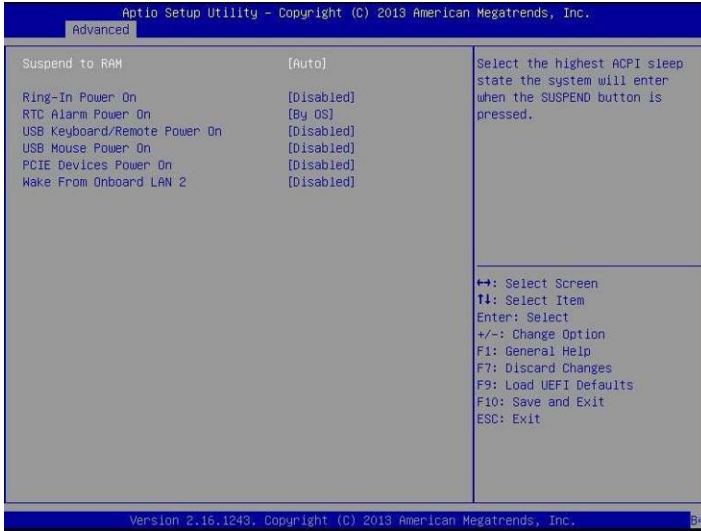 Aptio Setup Utility – Copyright (C) 2013 American Megatrends, Inc.
Advanced
Suspend to RAM [Auto]
Ring-In Power On [Disabled]
RTC Alarm Power On [By OS]
USB Keyboard/Remote Power On [Disabled]
USB Mouse Power On [Disabled]
PCIE Devices Power On [Disabled]
Wake From Onboard LAN 2 [Disabled]
Select the highest ACPI sleep
state the system will enter
when the SUSPEND button is
pressed.
↔: Select Screen
↑↓: Select Item
Enter: Select
+/-: Change Option
F1: General Help
F7: Discard Changes
F9: Load UEFI Defaults
F10: Save and Exit
ESC: Exit
Version 2.16.1243. Copyright (C) 2013 American Megatrends, Inc.